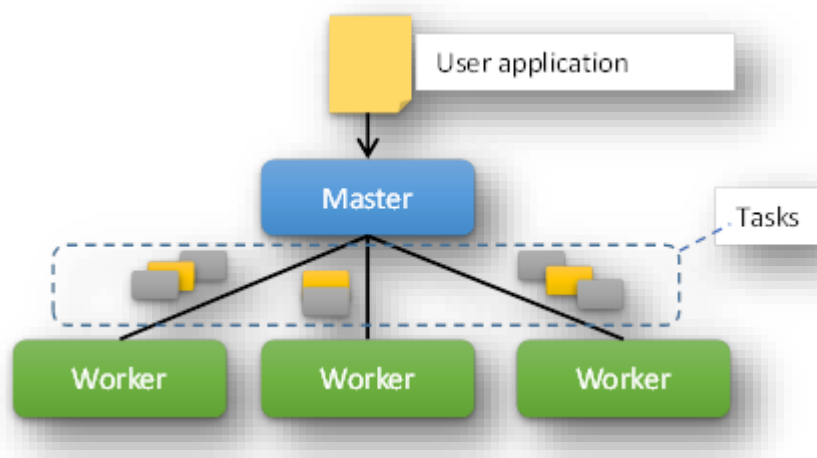 User application
Master
Tasks
Worker
Worker
Worker